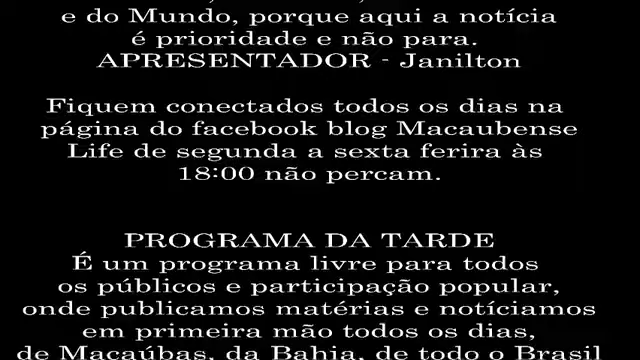 e do Mundo, porque aqui a notícia
é prioridade e não para.
APRESENTADOR - Janilton
Fiquem conectados todos os dias na
página do facebook blog Macaubense
Life de segunda a sexta ferira às
18:00 não percam.
PROGRAMA DA TARDE
É um programa livre para todos
os públicos e participação popular,
onde publicamos matérias e notíciamos
em primeira mão todos os dias,
de Macaúbas, da Bahia, de todo o Brasil